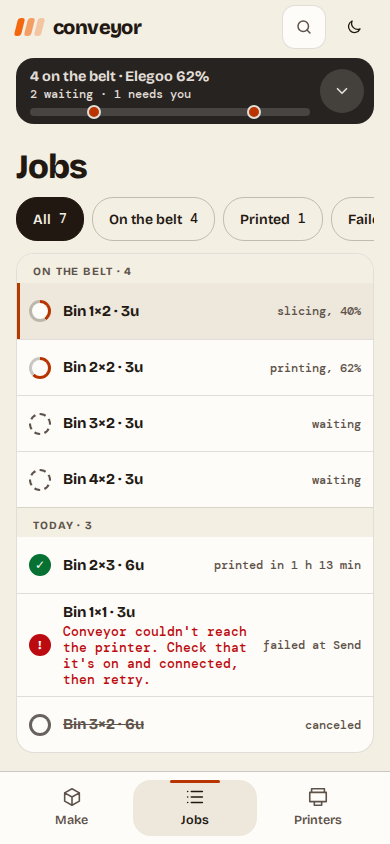 conveyor
4 on the belt · Elegoo 62%
2 waiting · 1 needs you
Jobs
All 7
On the belt 4
Printed 1
ON THE BELT · 4
Bin 1×2 · 3u
slicing, 40%
Bin 2×2 · 3u
printing, 62%
Bin 3×2 · 3u
waiting
Bin 4×2 · 3u
waiting
TODAY · 3
Bin 2×3 · 6u
printed in 1 h 13 min
Bin 1×1 · 3u
Conveyor couldn't reach
the printer. Check that
it's on and connected,
then retry.
failed at Send
Bin 3×2 · 6u
canceled
Make
Jobs
Printers